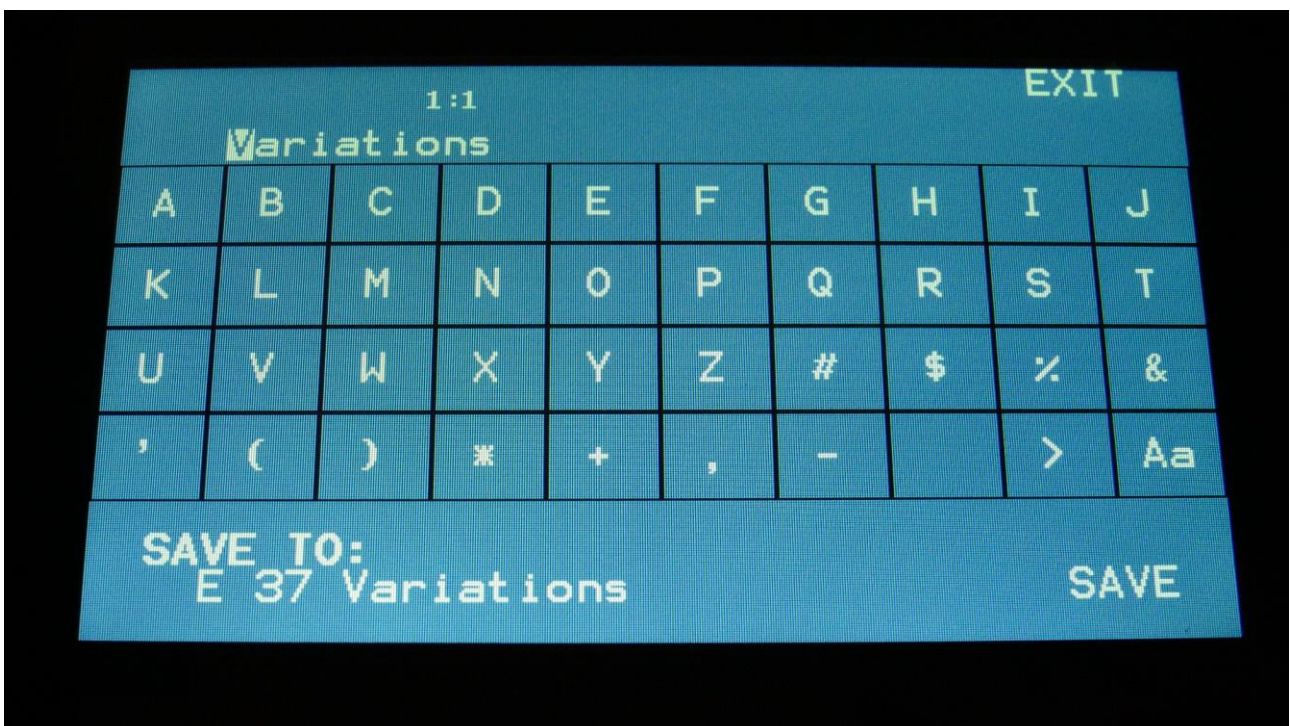 EXIT
1:1
Variations
A B C D E F G H I J
K L M N O P Q R S T
U V W X Y Z # $ % &
' ( ) * + , - > Aa
SAVE TO:
E 37 Variations
SAVE